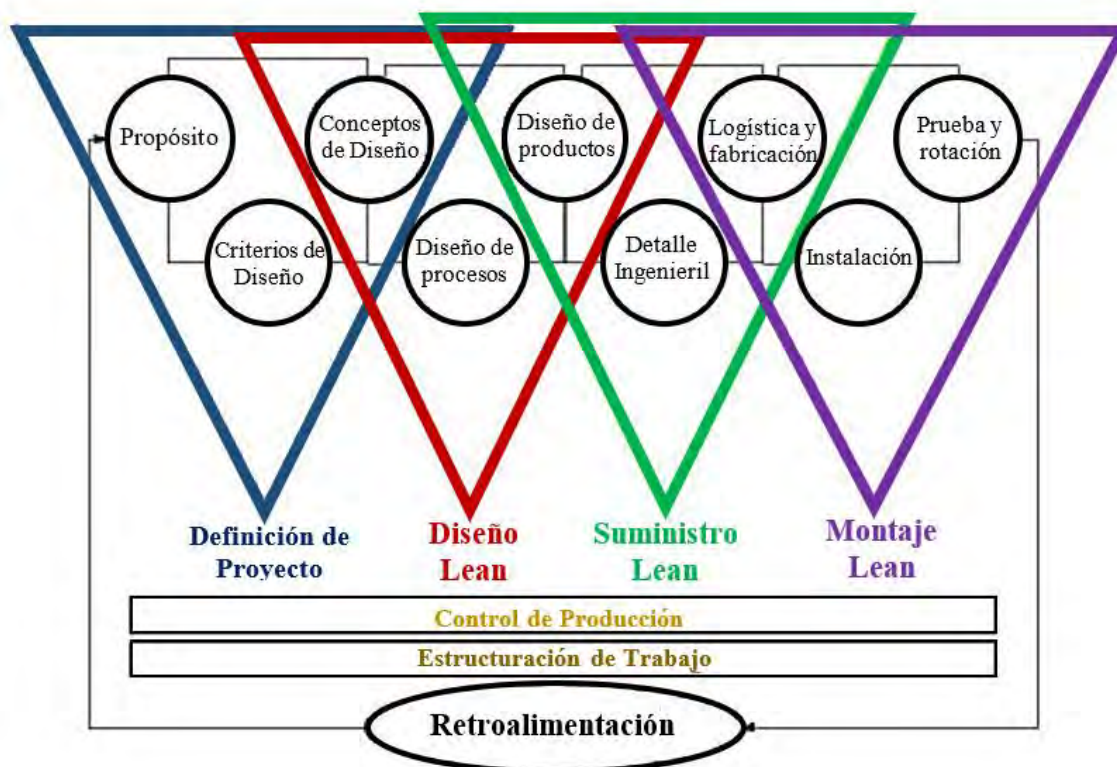 Propósito
Conceptos
de Diseño
Diseño de
productos
Logística y
fabricación
Prueba y
rotación
Criterios de
Diseño
Diseño de
procesos
Detalle
Ingenieril
Instalación
Definición de
Proyecto
Diseño
Lean
Suministro
Lean
Montaje
Lean
Control de Producción
Estructuración de Trabajo
Retroalimentación